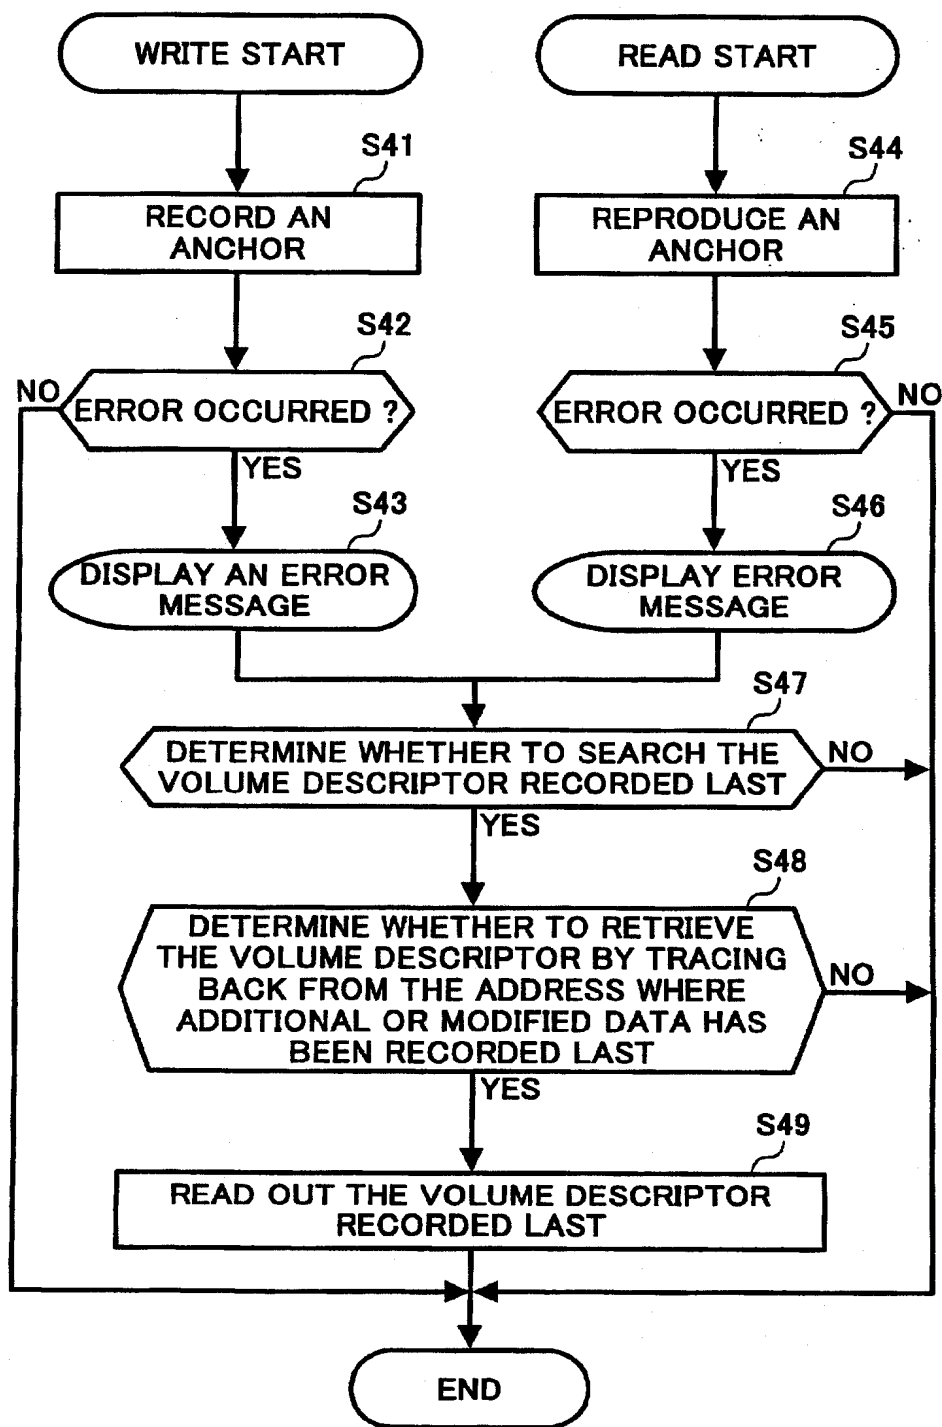 WRITE START
READ START
S41
S44
RECORD AN
ANCHOR
REPRODUCE AN
ANCHOR
S42
S45
NO
ERROR OCCURRED ?
ERROR OCCURRED ?
NO
YES
YES
S43
S46
DISPLAY AN ERROR
MESSAGE
DISPLAY ERROR
MESSAGE
S47
DETERMINE WHETHER TO SEARCH THE
VOLUME DESCRIPTOR RECORDED LAST
NO
YES
S48
DETERMINE WHETHER TO RETRIEVE
THE VOLUME DESCRIPTOR BY TRACING
BACK FROM THE ADDRESS WHERE
ADDITIONAL OR MODIFIED DATA HAS
BEEN RECORDED LAST
NO
YES
S49
READ OUT THE VOLUME DESCRIPTOR
RECORDED LAST
END